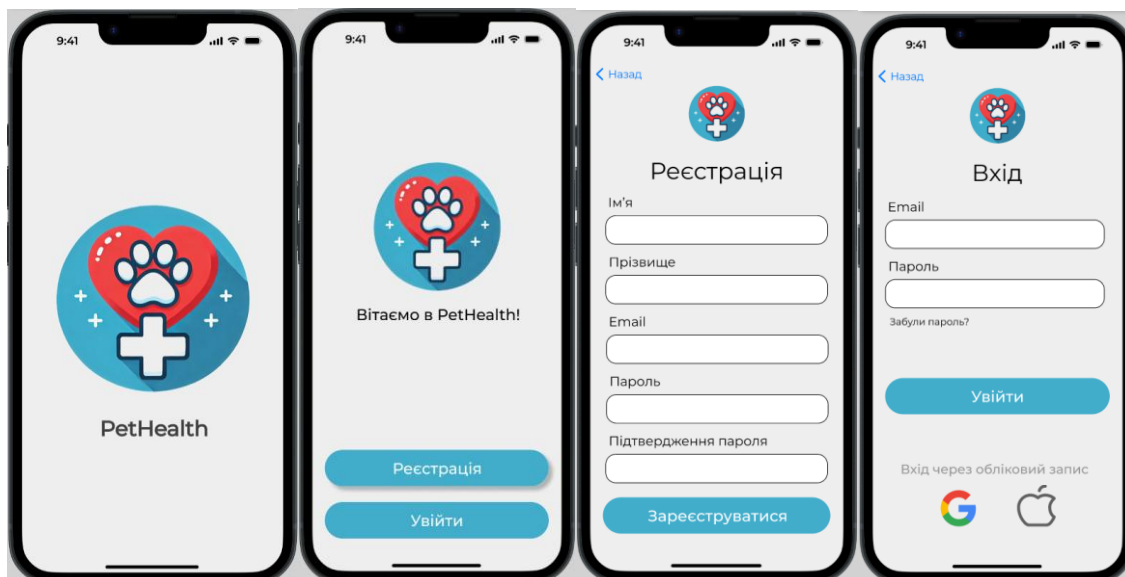 9:41
PetHealth
9:41
Вітаємо в PetHealth!
Реєстрація
Увійти
9:41
Назад
Реєстрація
Ім'я
Прізвище
Email
Пароль
Підтвердження пароля
Зареєструватися
9:41
Назад
Вхід
Email
Пароль
Забули пароль?
Увійти
Вхід через обліковий запис
G